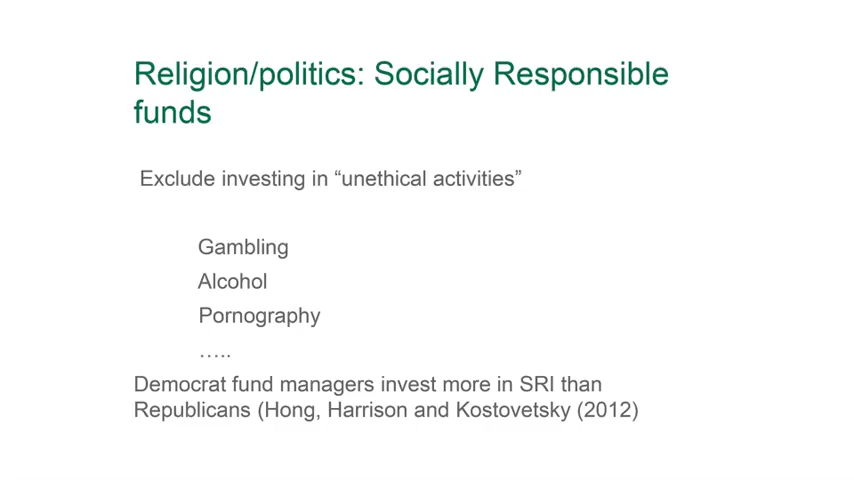 Religion/politics: Socially Responsible
funds
Exclude investing in “unethical activities”
Gambling
Alcohol
Pornography
…..
Democrat fund managers invest more in SRI than
Republicans (Hong, Harrison and Kostovetsky (2012)